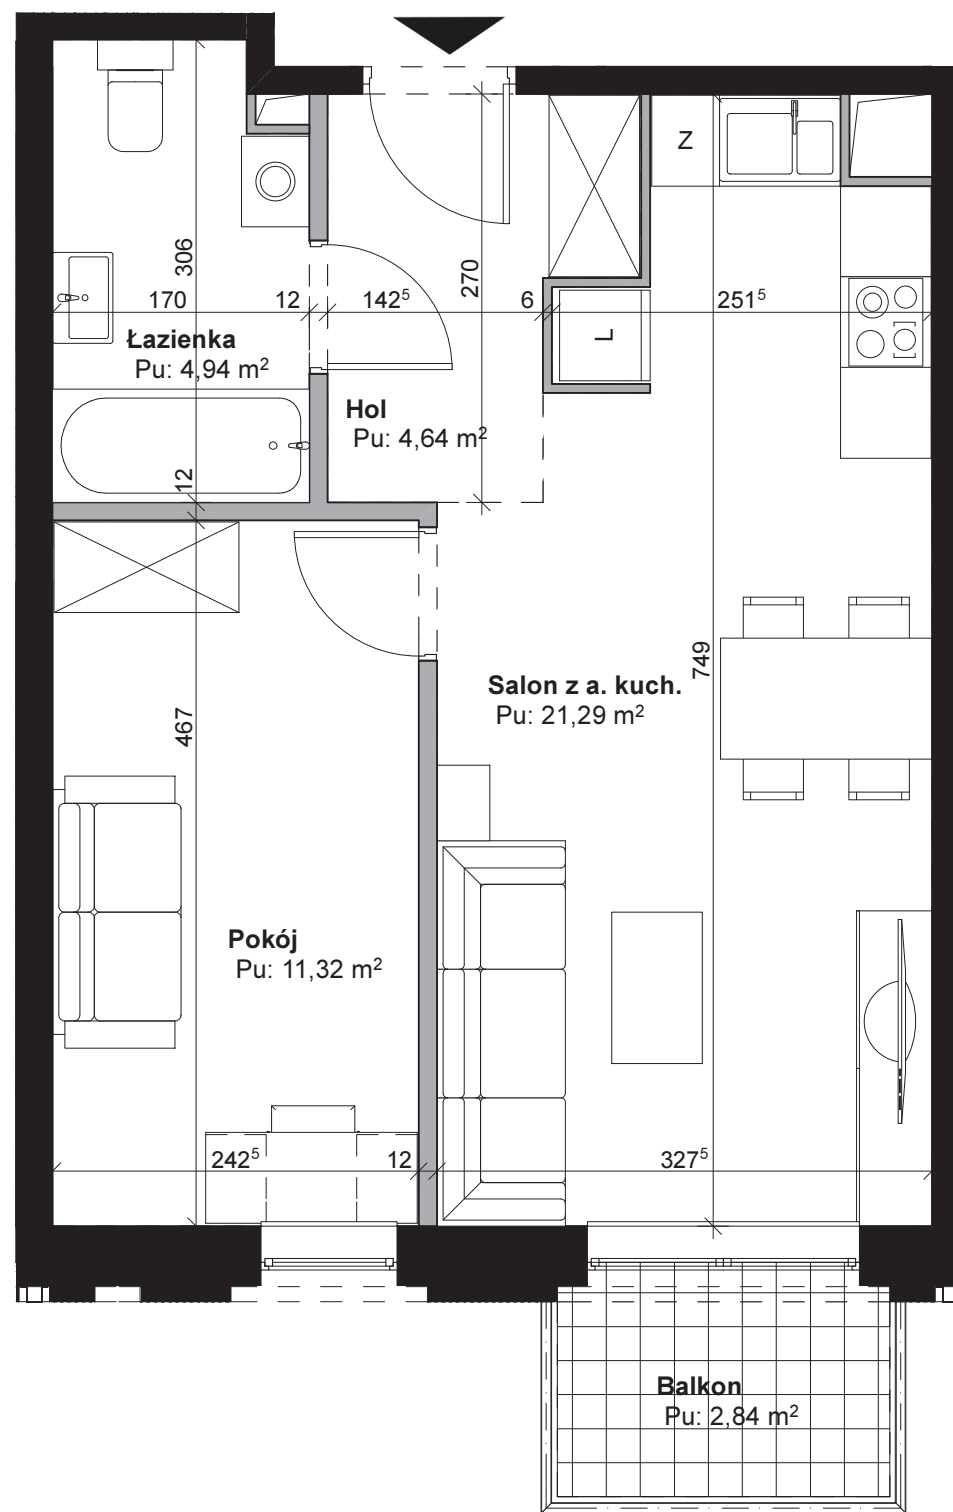 Z
306
270
170
12
142⁵
6
251⁵
L
Łazienka
Pu: 4,94 m²
Hol
Pu: 4,64 m²
12
749
Salon z a. kuch.
Pu: 21,29 m²
467
Pokój
Pu: 11,32 m²
242⁵
12
327⁵
Balkon
Pu: 2,84 m²